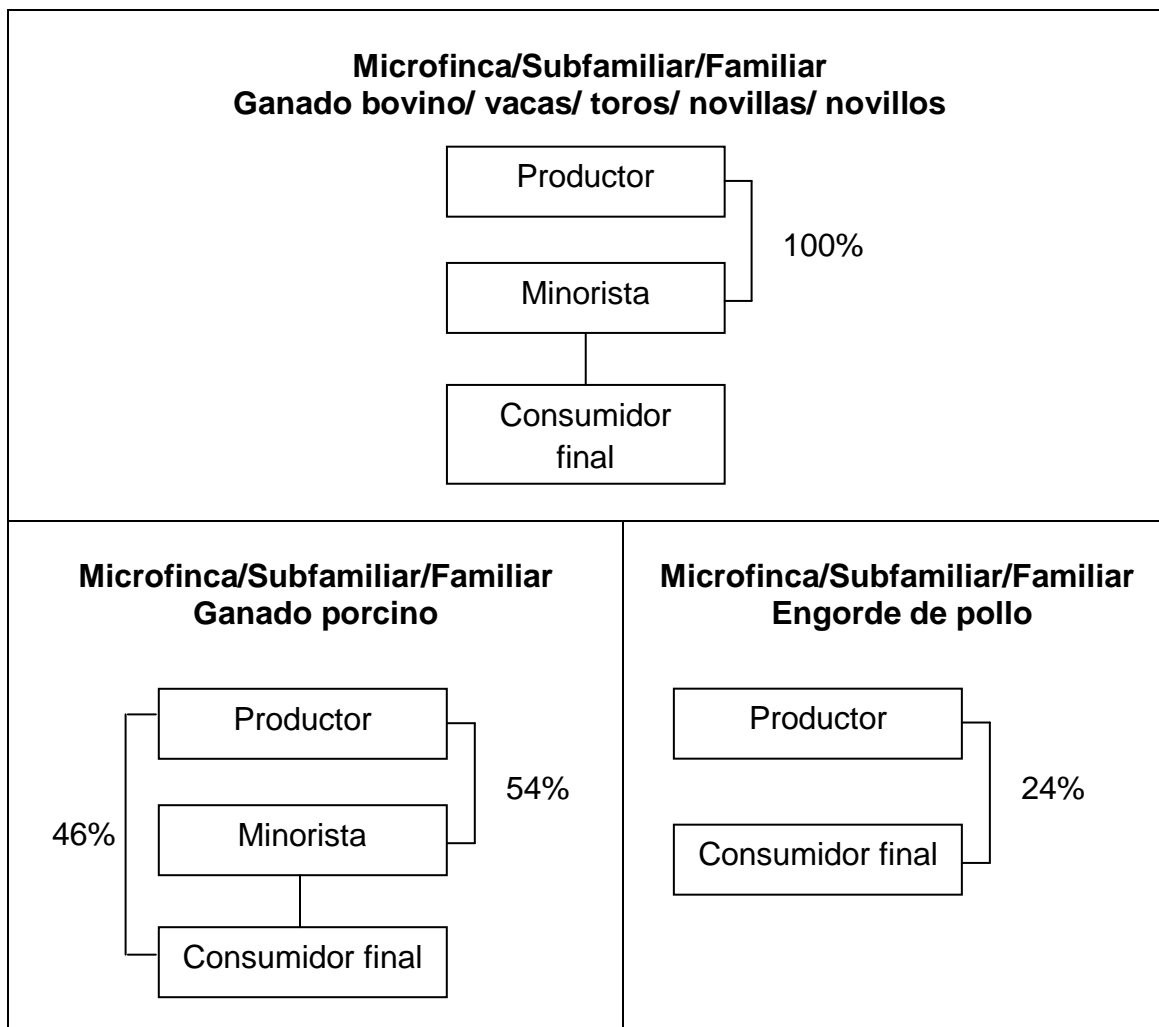 Microfinca/Subfamiliar/Familiar
Ganado bovino/ vacas/ toros/ novillas/ novillos
Productor
100%
Minorista
Consumidor
final
Microfinca/Subfamiliar/Familiar
Ganado porcino
Productor
54%
46%
Minorista
Consumidor final
Microfinca/Subfamiliar/Familiar
Engorde de pollo
Productor
24%
Consumidor final